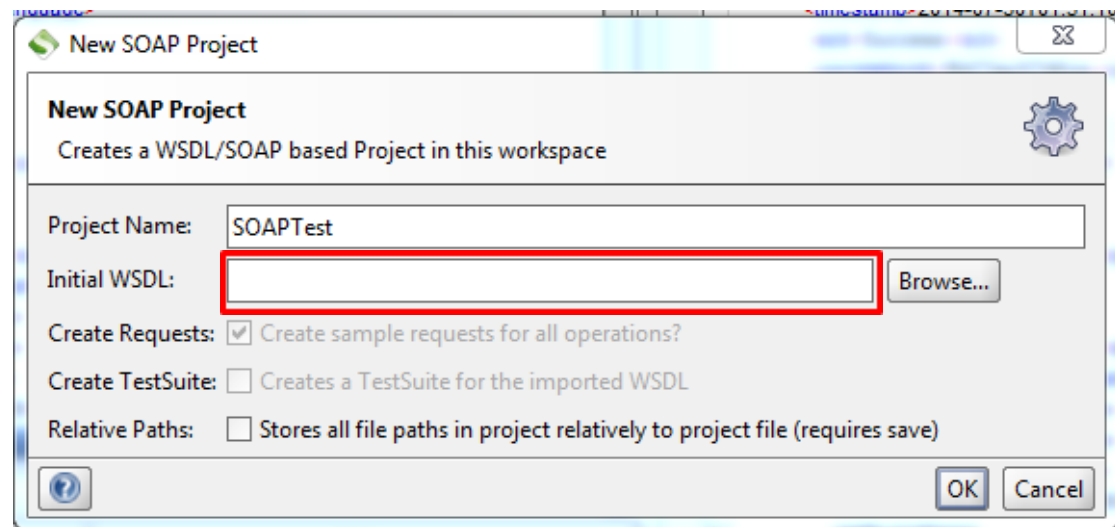 New SOAP Project
New SOAP Project
Creates a WSDL/SOAP based Project in this workspace
Project Name: SOAPTest
Initial WSDL: Browse...
Create Requests: Create sample requests for all operations?
Create TestSuite: Creates a TestSuite for the imported WSDL
Relative Paths: Stores all file paths in project relatively to project file (requires save)
OK Cancel